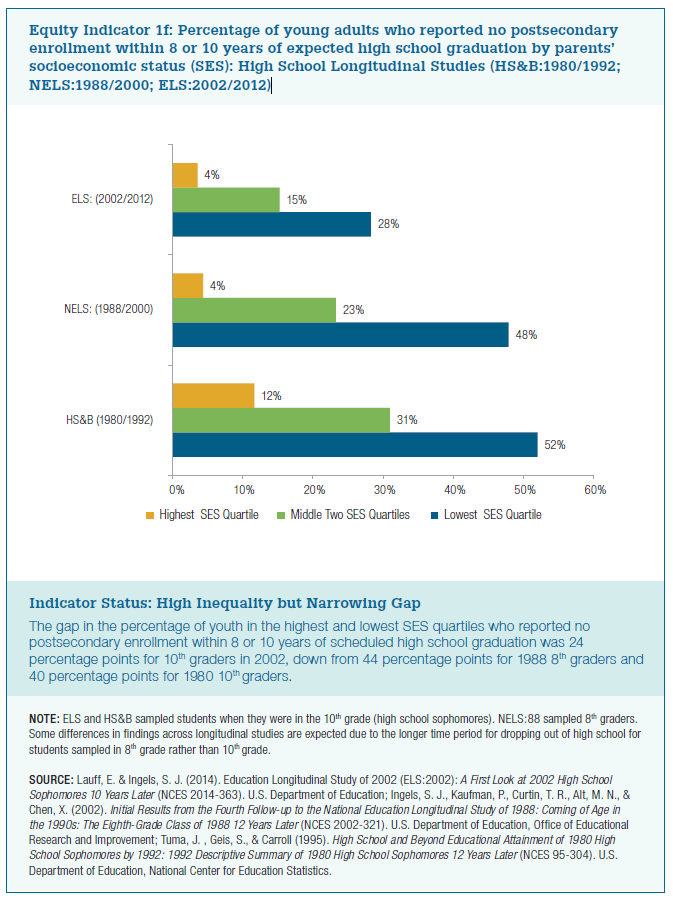 Equity Indicator 1f: Percentage of young adults who reported no postsecondary
enrollment within 8 or 10 years of expected high school graduation by parents'
socioeconomic status (SES): High School Longitudinal Studies (HS&B:1980/1992;
NELS:1988/2000; ELS:2002/2012)
4%
ELS: (2002/2012)
15%
28%
4%
NELS: (1988/2000)
23%
48%
12%
HS&B (1980/1992)
31%
52%
0% 10% 20% 30% 40% 50% 60%
Highest SES Quartile Middle Two SES Quartiles Lowest SES Quartile
Indicator Status: High Inequality but Narrowing Gap
The gap in the percentage of youth in the highest and lowest SES quartiles who reported no
postsecondary enrollment within 8 or 10 years of scheduled high school graduation was 24
percentage points for 10th graders in 2002, down from 44 percentage points for 1988 8th graders and
40 percentage points for 1980 10th graders.
NOTE: ELS and HS&B sampled students when they were in the 10th grade (high school sophomores). NELS:88 sampled 8th graders.
Some differences in findings across longitudinal studies are expected due to the longer time period for dropping out of high school for
students sampled in 8th grade rather than 10th grade.
SOURCE: Lauff, E. & Ingels, S. J. (2014). Education Longitudinal Study of 2002 (ELS:2002): A First Look at 2002 High School
Sophomores 10 Years Later (NCES 2014-363). U.S. Department of Education; Ingels, S. J., Kaufman, P., Curtin, T. R., Alt, M. N., &
Chen, X. (2002). Initial Results from the Fourth Follow-up to the National Education Longitudinal Study of 1988: Coming of Age in
the 1990s: The Eighth-Grade Class of 1988 12 Years Later (NCES 2002-321). U.S. Department of Education, Office of Educational
Research and Improvement; Tuma, J. , Geis, S., & Carroll (1995). High School and Beyond Educational Attainment of 1980 High
School Sophomores by 1992: 1992 Descriptive Summary of 1980 High School Sophomores 12 Years Later (NCES 95-304). U.S.
Department of Education, National Center for Education Statistics.